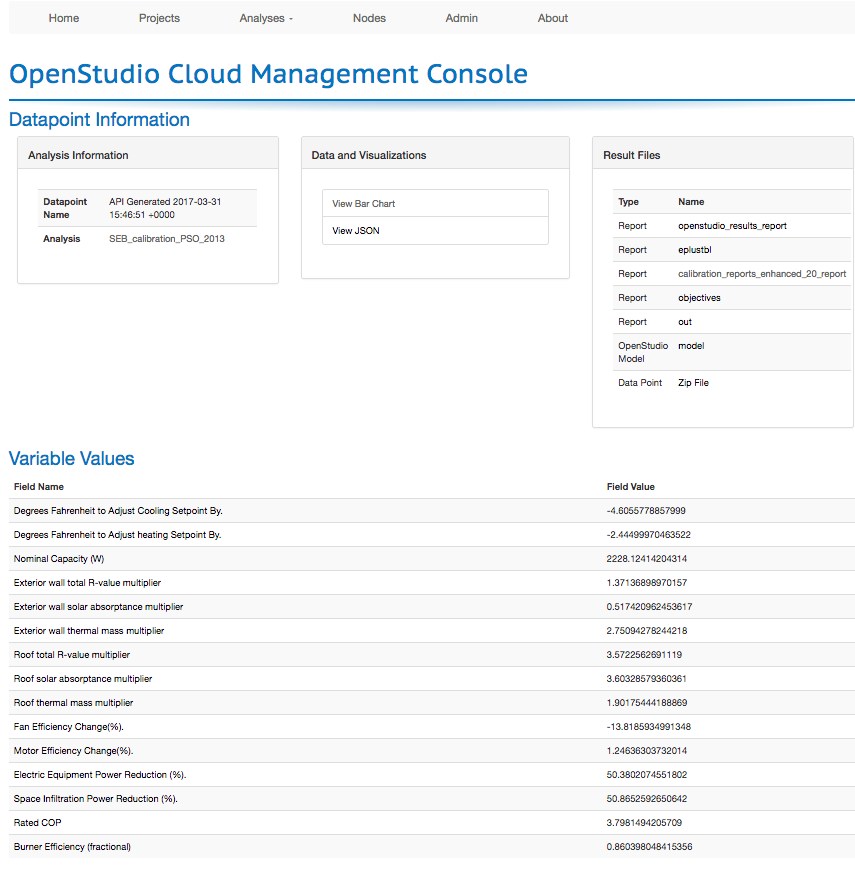 Home Projects Analyses Nodes Admin About
OpenStudio Cloud Management Console
Datapoint Information
Analysis Information
Datapoint Name API Generated 2017-03-31
15:46:51 +0000
Analysis SEB_calibration_PSO_2013
Data and Visualizations
View Bar Chart
View JSON
Result Files
Type Name
Report openstudio_results_report
Report eplustbl
Report calibration_reports_enhanced_20_report
Report objectives
Report out
OpenStudio Model model
Data Point Zip File
Variable Values
Field Name Field Value
Degrees Fahrenheit to Adjust Cooling Setpoint By. -4.6055778857999
Degrees Fahrenheit to Adjust heating Setpoint By. -2.44499970463522
Nominal Capacity (W) 2228.12414204314
Exterior wall total R-value multiplier 1.37136898970157
Exterior wall solar absorptance multiplier 0.517420962453617
Exterior wall thermal mass multiplier 2.75094278244218
Roof total R-value multiplier 3.5722562691119
Roof solar absorptance multiplier 3.60328579360361
Roof thermal mass multiplier 1.90175444188869
Fan Efficiency Change(%). -13.8185934991348
Motor Efficiency Change(%). 1.24636303732014
Electric Equipment Power Reduction (%). 50.3802074551802
Space Infiltration Power Reduction (%). 50.8652592650642
Rated COP 3.7981494205709
Burner Efficiency (fractional) 0.860398048415356